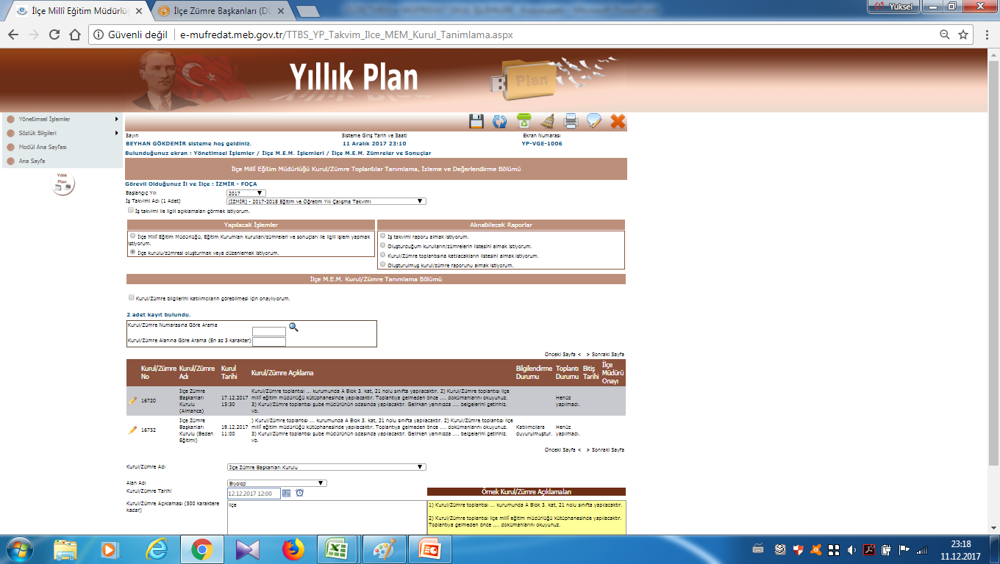 İlçe Millî Eğitim Müdürlüğü
İlçe Zümre Başkanları (DÜ
Yüksel
Güvenli değil
e-mufredat.meb.gov.tr/TTBS_YP_Takvim_Ilce_MEM_Kurul_Tanimlama.aspx
Yıllık Plan
Plan
Yönetimsel İşlemler
Sözlük Bilgileri
Modül Ana Sayfası
Ana Sayfa
Yıllık
Plan
Sayın
Sisteme Giriş Tarih ve Saati
Ekran Numarası
BEYHAN GÖKDEMİR sisteme hoş geldiniz.
11 Aralık 2017 23:10
YP-VGE-1006
Bulunduğunuz ekran : Yönetimsel İşlemler / İlçe M.E.M. İşlemleri / İlçe M.E.M. Zümreler ve Sonuçlar
İlçe Millî Eğitim Müdürlüğü Kurul/Zümre Toplantılar Tanımlama, İzleme ve Değerlendirme Bölümü
Görevli Olduğunuz İl ve İlçe : İZMİR - FOÇA
Başlangıç Yılı
2017
İş Takvimi Adı (1 Adet)
(İZMİR) - 2017-2018 Eğitim ve Öğretim Yılı Çalışma Takvimi
İş takvimi ile ilgili açıklamaları görmek istiyorum.
Yapılacak İşlemler
İlçe Millî Eğitim Müdürlüğü, Eğitim Kurumları kurulları/zümreleri ve sonuçları ile ilgili işlem yapmak
istiyorum.
İlçe kurulu/zümresi oluşturmak veya düzenlemek istiyorum.
Alınabilecek Raporlar
İş takvimi raporu almak istiyorum.
Oluşturduğum kurulların/zümrelerin listesini almak istiyorum.
Kurul/Zümre toplantısına katılacakların listesini almak istiyorum.
Oluşturulmuş kurul/zümre raporunu almak istiyorum.
İlçe M.E.M. Kurul/Zümre Tanımlama Bölümü
Kurul/Zümre bilgilerini katılımcıların görebilmesi için onaylıyorum.
2 adet kayıt bulundu.
Kurul/Zümre Numarasına Göre Arama
Kurul/Zümre Alanına Göre Arama (En az 3 karakter)
Önceki Sayfa < > Sonraki Sayfa
Kurul/Zümre
No
Kurul/Zümre
Adı
Kurul
Tarihi
Kurul/Zümre Açıklama
Bilgilendirme
Durumu
Toplantı
Durumu
Bitiş
Tarihi
İlçe
Müdürü
Onayı
16720
İlçe Zümre
Başkanları
Kurulu
(Almanca)
17.12.2017
15:30
Kurul/Zümre toplantısı ... kurumunda A Blok 3. kat, 21 nolu sınıfta yapılacaktır. 2) Kurul/Zümre toplantısı ilçe
millî eğitim müdürlüğü kütüphanesinde yapılacaktır. Toplantıya gelmeden önce .... dokümanlarını okuyunuz.
3) Kurul/Zümre toplantısı şube müdürünün odasında yapılacaktır. Gelirken yanınızda .... belgelerini getiriniz.
vb.
Henüz
yapılmadı.
16752
İlçe Zümre
Başkanları
Kurulu (Beden
Eğitimi)
19.12.2017
11:00
) Kurul/Zümre toplantısı ... kurumunda A Blok 3. kat, 21 nolu sınıfta yapılacaktır. 2) Kurul/Zümre toplantısı ilçe
millî eğitim müdürlüğü kütüphanesinde yapılacaktır. Toplantıya gelmeden önce .... dokümanlarını okuyunuz.
3) Kurul/Zümre toplantısı şube müdürünün odasında yapılacaktır. Gelirken yanınızda .... belgelerini getiriniz.
vb.
Katılımcılara
duyurulmuştur.
Henüz
yapılmadı.
Önceki Sayfa < > Sonraki Sayfa
Kurul/Zümre Adı
İlçe Zümre Başkanları Kurulu
Alan Adı
Biyoloji
Kurul/Zümre Tarihi
12.12.2017 12:00
Kurul/Zümre Açıklaması (500 karaktere
kadar)
ilçe
Örnek Kurul/Zümre Açıklamaları
1) Kurul/Zümre toplantısı ... kurumunda A Blok 3. kat, 21 nolu sınıfta yapılacaktır.
2) Kurul/Zümre toplantısı ilçe millî eğitim müdürlüğü kütüphanesinde yapılacaktır.
Toplantıya gelmeden önce .... dokümanlarını okuyunuz.
23:18
11.12.2017